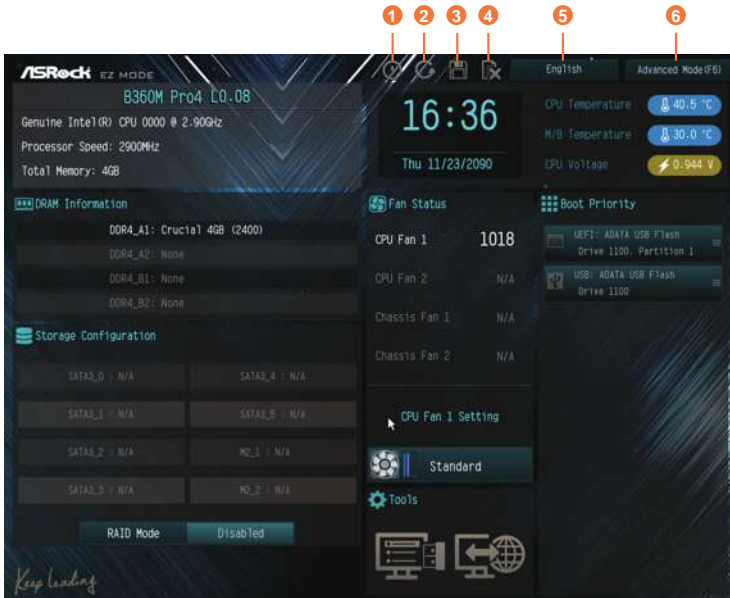 1 2 3 4 5 6
ASRock EZ MODE
English
Advanced Mode(F6)
B360M Pro4 L0.08
Genuine Intel(R) CPU 0000 @ 2.90GHz
Processor Speed: 2900MHz
Total Memory: 4GB
16:36
Thu 11/23/2090
CPU Temperature 40.5 °C
M/B Temperature 30.0 °C
CPU Voltage 0.944 V
DRAM Information
DDR4_A1: Crucial 4GB (2400)
DDR4_A2: None
DDR4_B1: None
DDR4_B2: None
Storage Configuration
SATA3_0 : N/A SATA3_4 : N/A
SATA3_1 : N/A SATA3_5 : N/A
SATA3_2 : N/A M2_1 : N/A
SATA3_3 : N/A M2_2 : N/A
RAID Mode Disabled
Fan Status
CPU Fan 1 1018
CPU Fan 2 N/A
Chassis Fan 1 N/A
Chassis Fan 2 N/A
CPU Fan 1 Setting
Standard
Tools
Boot Priority
UEFI: ADATA USB Flash
Drive 1100, Partition 1
USB: ADATA USB Flash
Drive 1100
Keep Leading